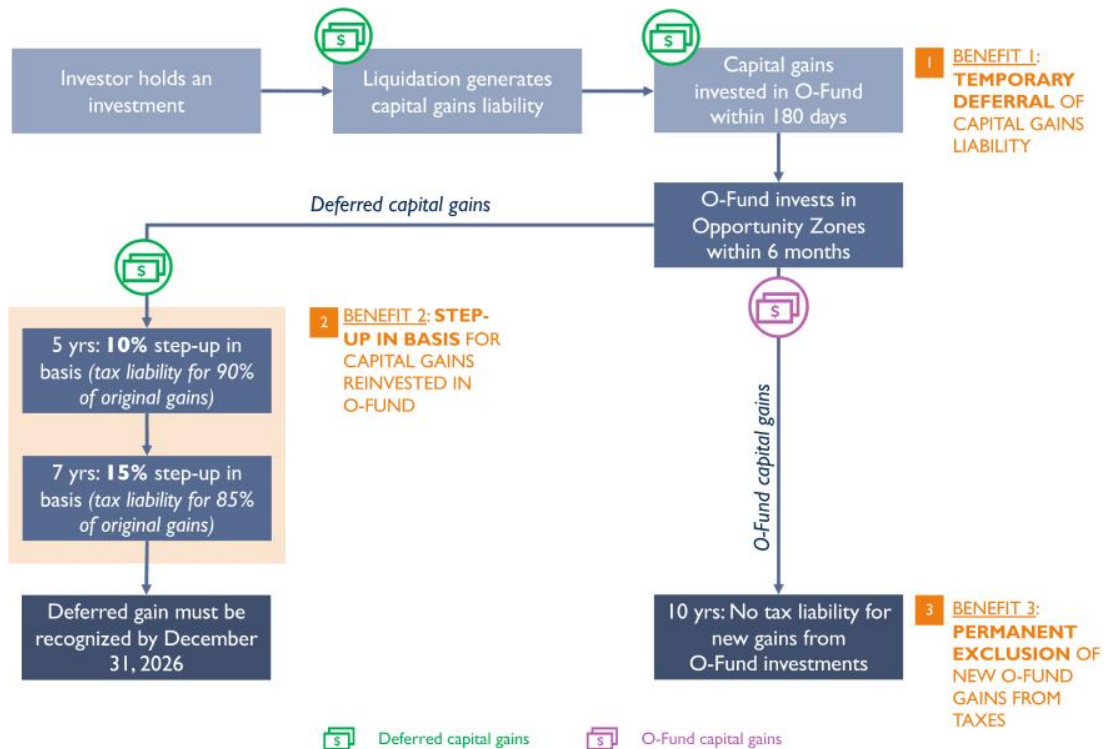 Investor holds an
investment
Liquidation generates
capital gains liability
Capital gains
invested in O-Fund
within 180 days
1
BENEFIT 1:
TEMPORARY
DEFERRAL OF
CAPITAL GAINS
LIABILITY
Deferred capital gains
O-Fund invests in
Opportunity Zones
within 6 months
5 yrs: 10% step-up in
basis (tax liability for 90%
of original gains)
2
BENEFIT 2: STEP-
UP IN BASIS FOR
CAPITAL GAINS
REINVESTED IN
O-FUND
7 yrs: 15% step-up in
basis (tax liability for 85%
of original gains)
O-Fund capital gains
Deferred gain must be
recognized by December
31, 2026
10 yrs: No tax liability for
new gains from
O-Fund investments
3
BENEFIT 3:
PERMANENT
EXCLUSION OF
NEW O-FUND
GAINS FROM
TAXES
$ Deferred capital gains
$ O-Fund capital gains